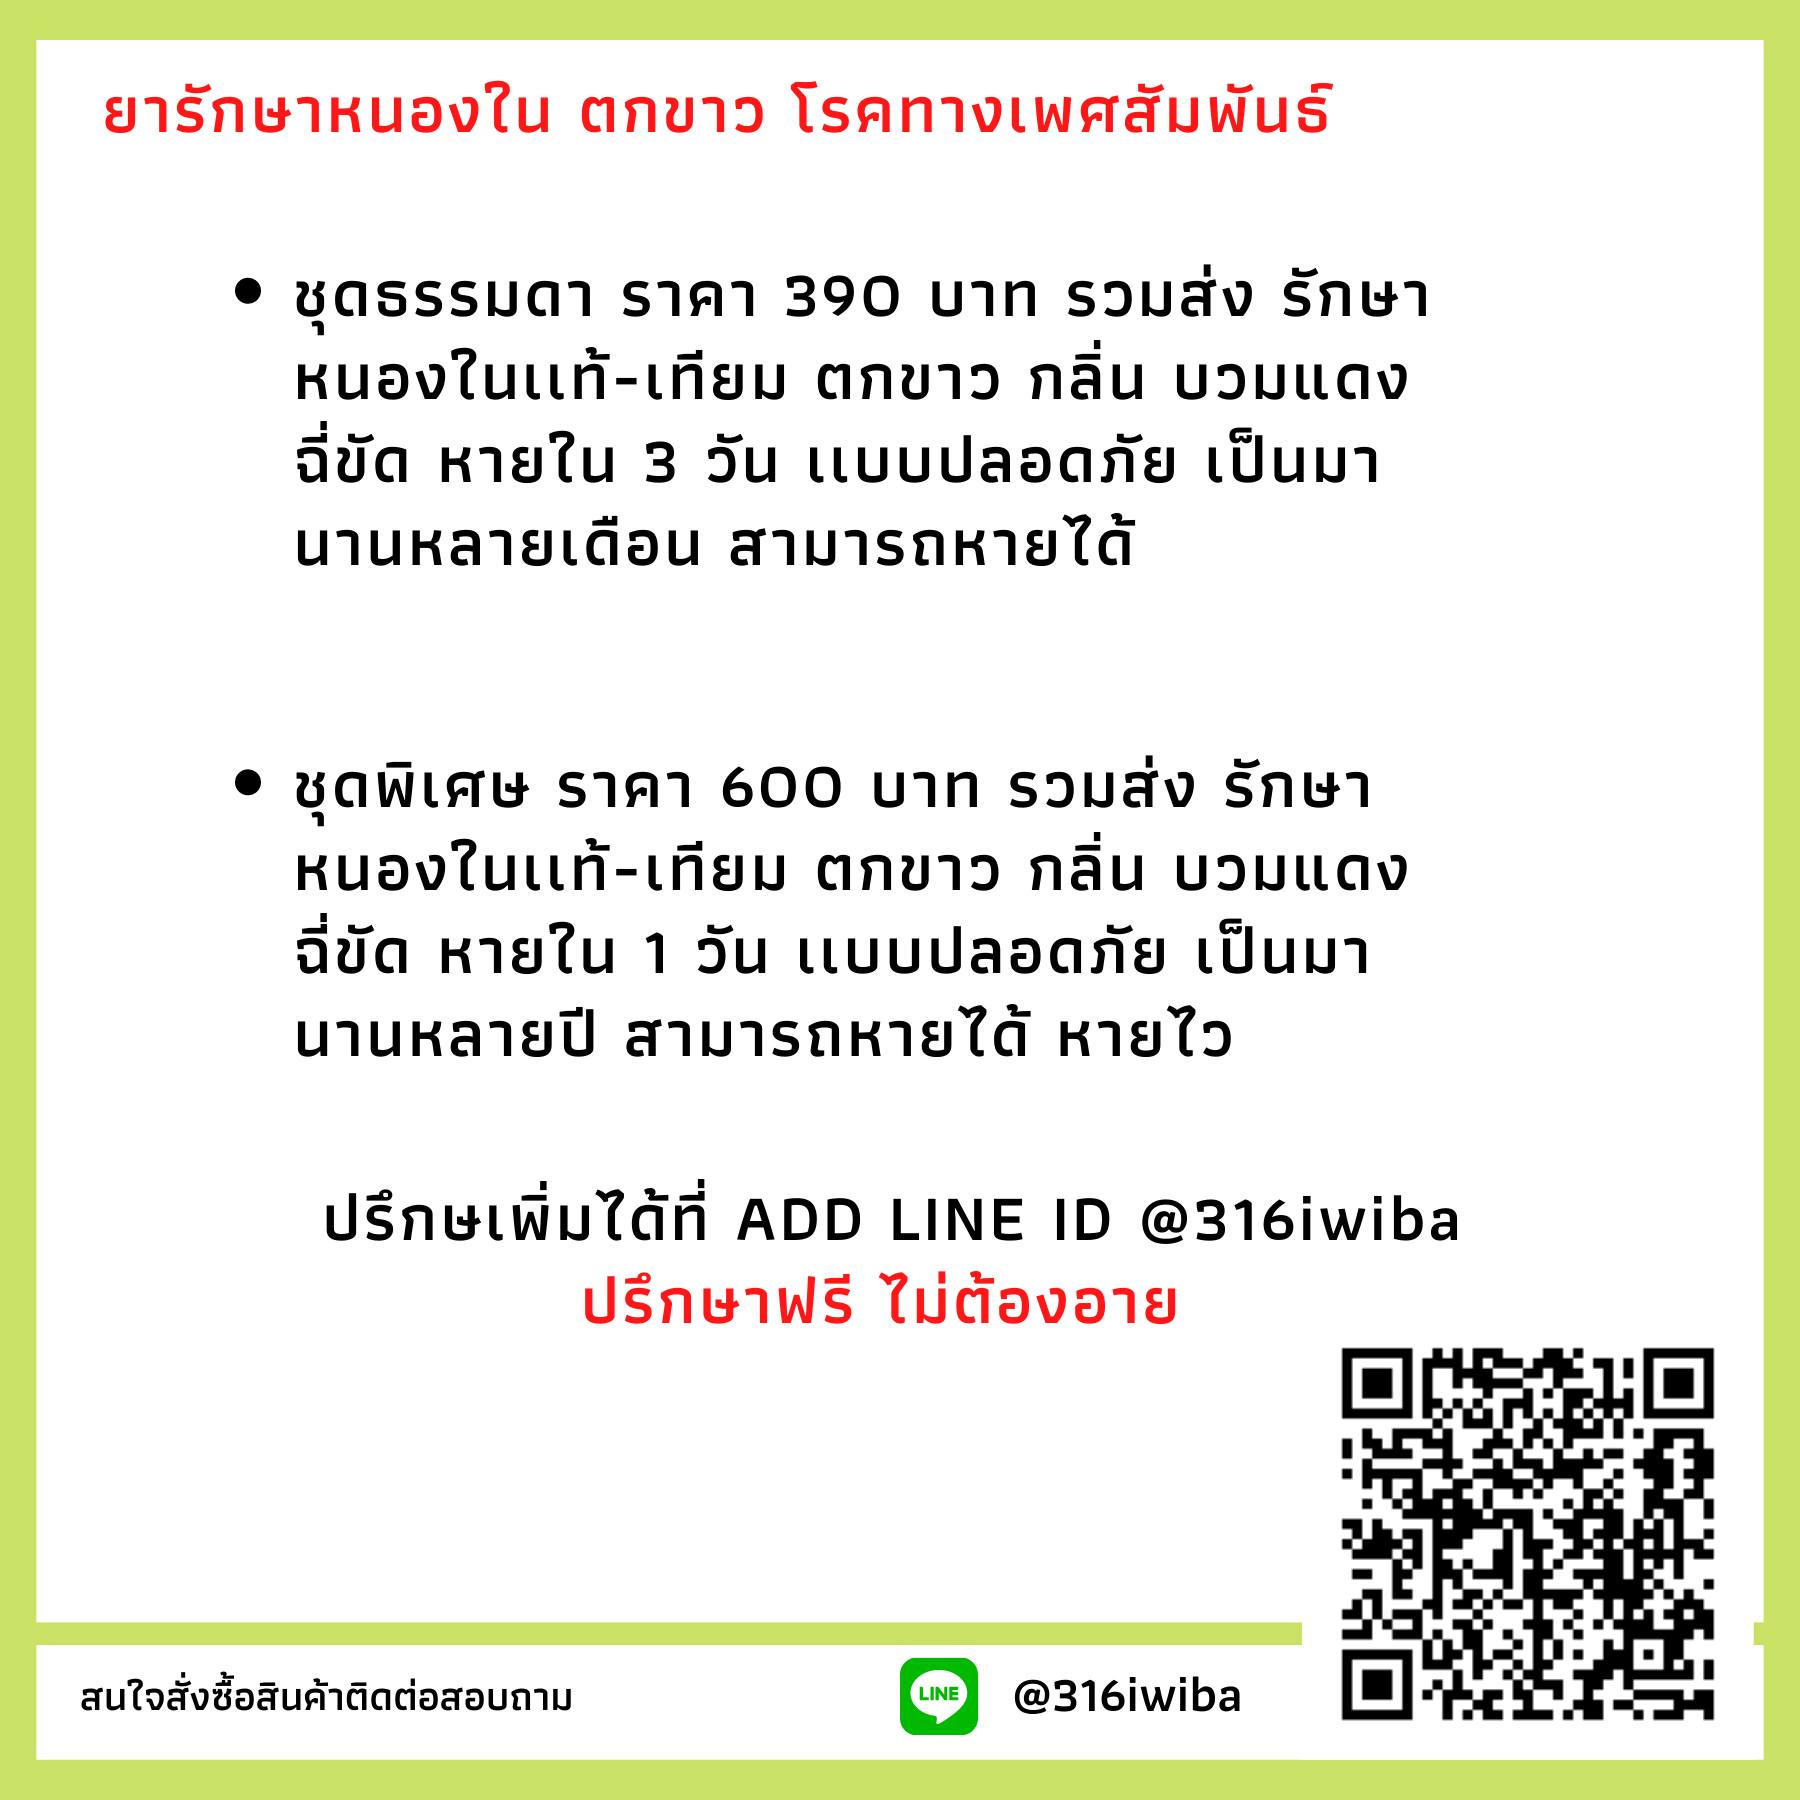 ยารักษาหนองใน ตกขาว โรคทางเพศสัมพันธ์
• ชุดธรรมดา ราคา 390 บาท รวมส่ง รักษา
หนองในเเท้-เทียม ตกขาว กลิ่น บวมแดง
ฉี่ขัด หายใน 3 วัน เเบบปลอดภัย เป็นมา
นานหลายเดือน สามารถหายได้
• ชุดพิเศษ ราคา 600 บาท รวมส่ง รักษา
หนองในเเท้-เทียม ตกขาว กลิ่น บวมแดง
ฉี่ขัด หายใน 1 วัน เเบบปลอดภัย เป็นมา
นานหลายปี สามารถหายได้ หายไว
ปรึกษเพิ่มได้ที่ ADD LINE ID @316iwiba
ปรึกษาฟรี ไม่ต้องอาย
สนใจสั่งซื้อสินค้าติดต่อสอบถาม
LINE
@316iwiba